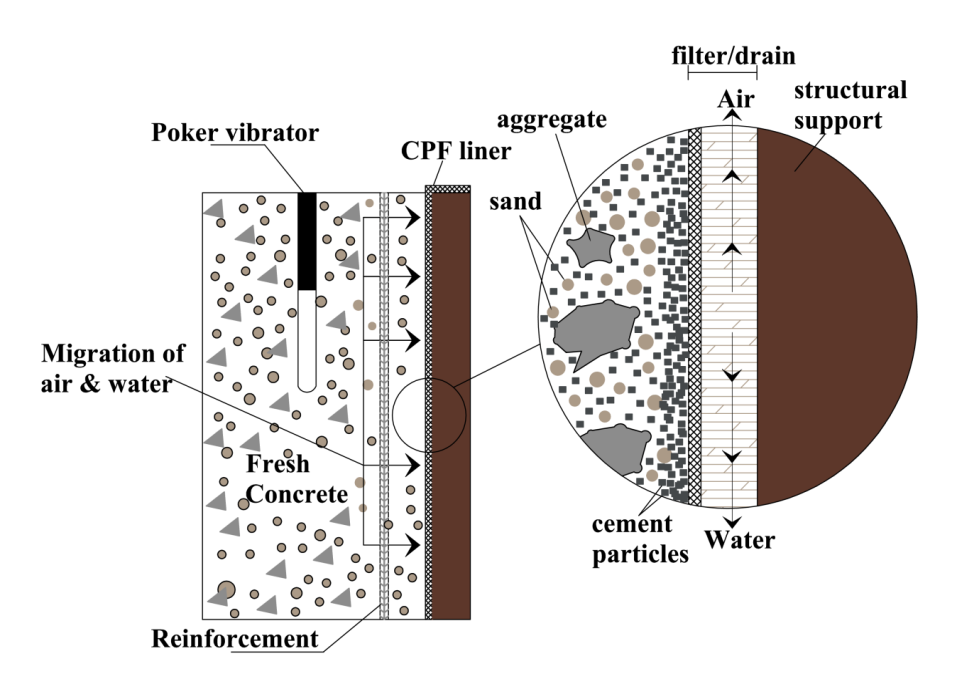 filter/drain
Air
structural
support
aggregate
Poker vibrator
CPF liner
sand
Migration of
air & water
Fresh
Concrete
cement
particles
Water
Reinforcement